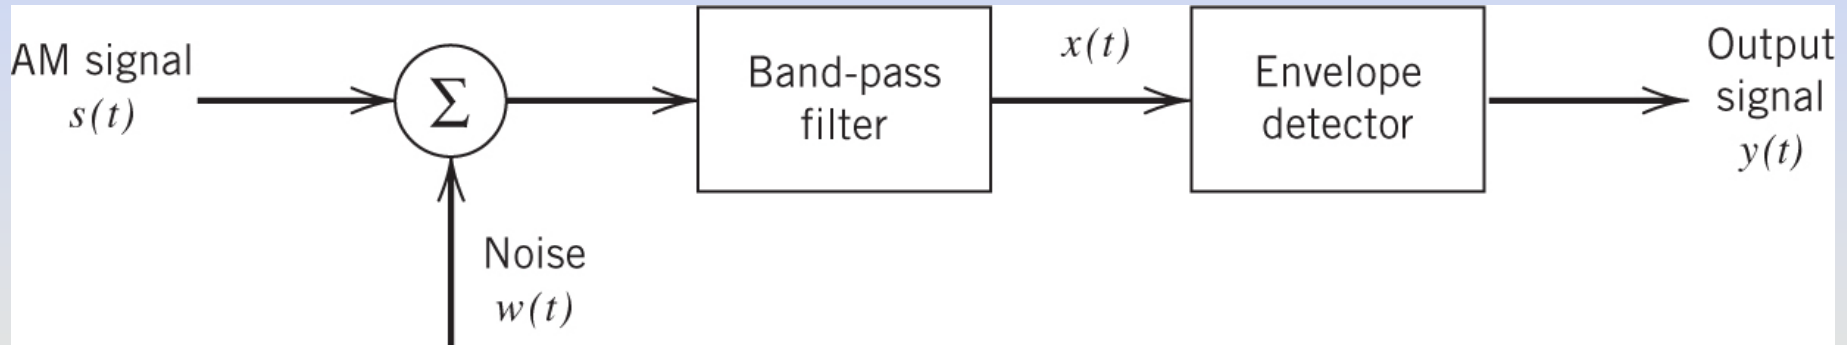 AM signal
s(t)
Σ
Noise
w(t)
Band-pass
filter
x(t)
Envelope
detector
Output
signal
y(t)